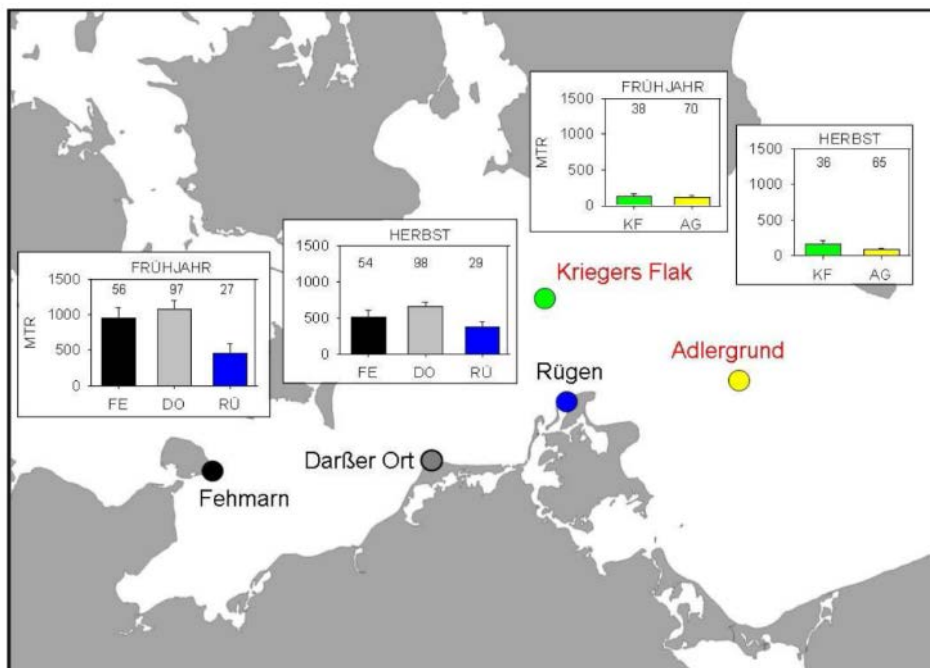 FRÜHJAHR
1500
38 70
1000
MTR
500
0
KF AG
HERBST
1500
36 65
1000
500
0
KF AG
HERBST
1500
54 98 29
1000
500
0
FE DO RÜ
FRÜHJAHR
1500
56 97 27
1000
MTR
500
0
FE DO RÜ
Kriegers Flak
Adlergrund
Rügen
Darßer Ort
Fehmarn